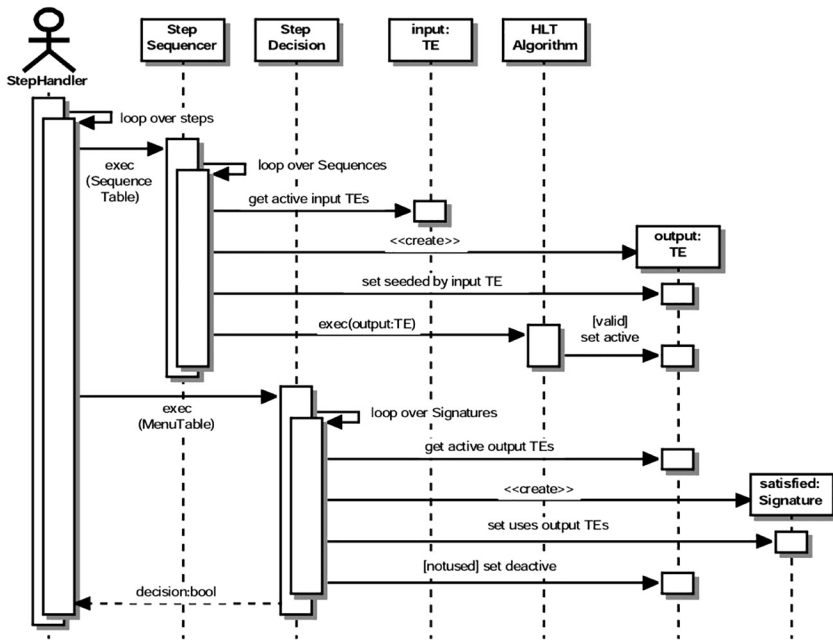 Step
Sequencer
Step
Decision
input:
TE
HLT
Algorithm
StepHandler
loop over steps
exec
(Sequence
Table)
loop over Sequences
get active input TEs
<<create>>
output:
TE
set seeded by input TE
exec(output:TE)
[valid]
set active
exec
(MenuTable)
loop over Signatures
get active output TEs
<<create>>
satisfied:
Signature
set uses output TEs
[notused] set deactive
decision:bool